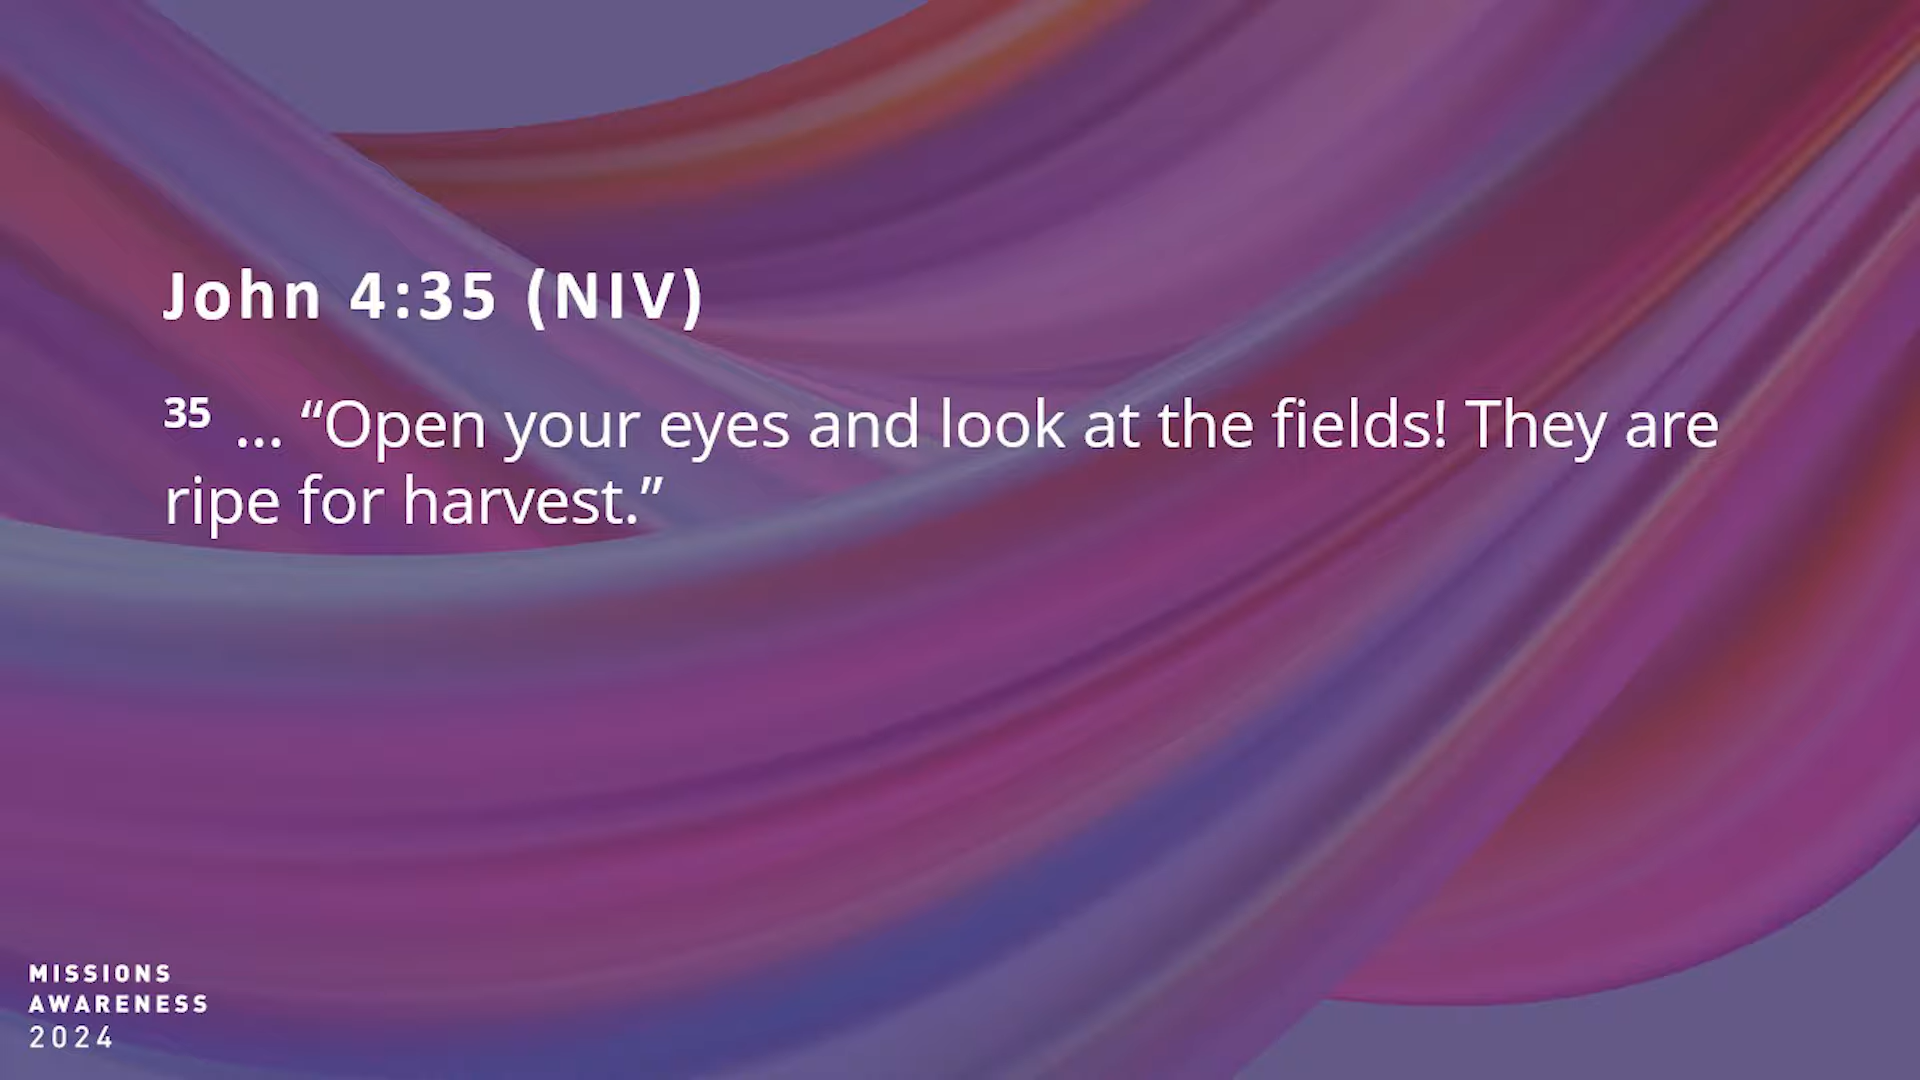 John 4:35 (NIV)
35 ... “Open your eyes and look at the fields! They are
ripe for harvest.”
MISSIONS
AWARENESS
2024